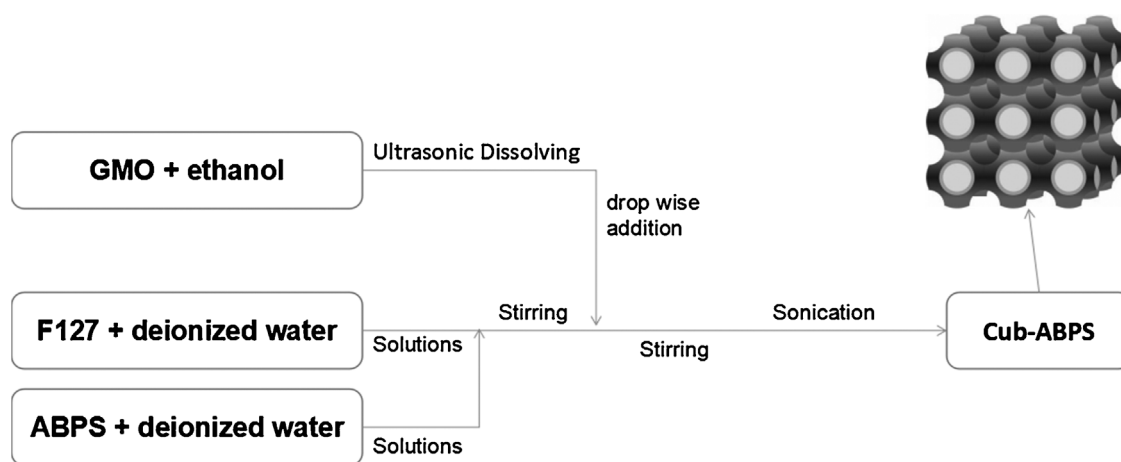 GMO + ethanol
Ultrasonic Dissolving
drop wise
addition
F127 + deionized water
Solutions
Stirring
Stirring
Sonication
Cub-ABPS
ABPS + deionized water
Solutions